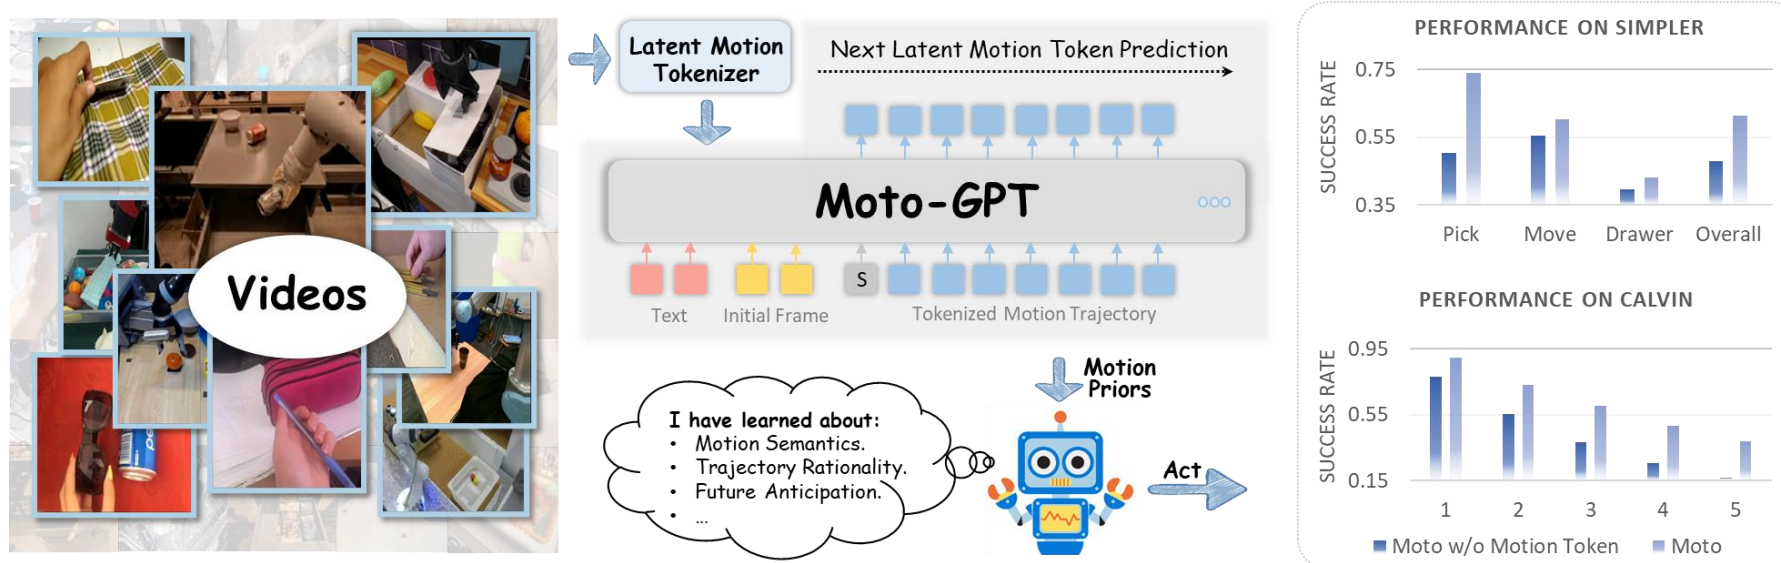 Videos
pe
Latent Motion
Tokenizer
Next Latent Motion Token Prediction
Moto-GPT
S
Text
Initial Frame
Tokenized Motion Trajectory
Motion
Priors
I have learned about:
• Motion Semantics.
• Trajectory Rationality.
• Future Anticipation.
• ...
Act
PERFORMANCE ON SIMPLER
SUCCESS RATE
0.75
0.55
0.35
Pick Move Drawer Overall
PERFORMANCE ON CALVIN
SUCCESS RATE
0.95
0.55
0.15
1 2 3 4 5
Moto w/o Motion Token Moto